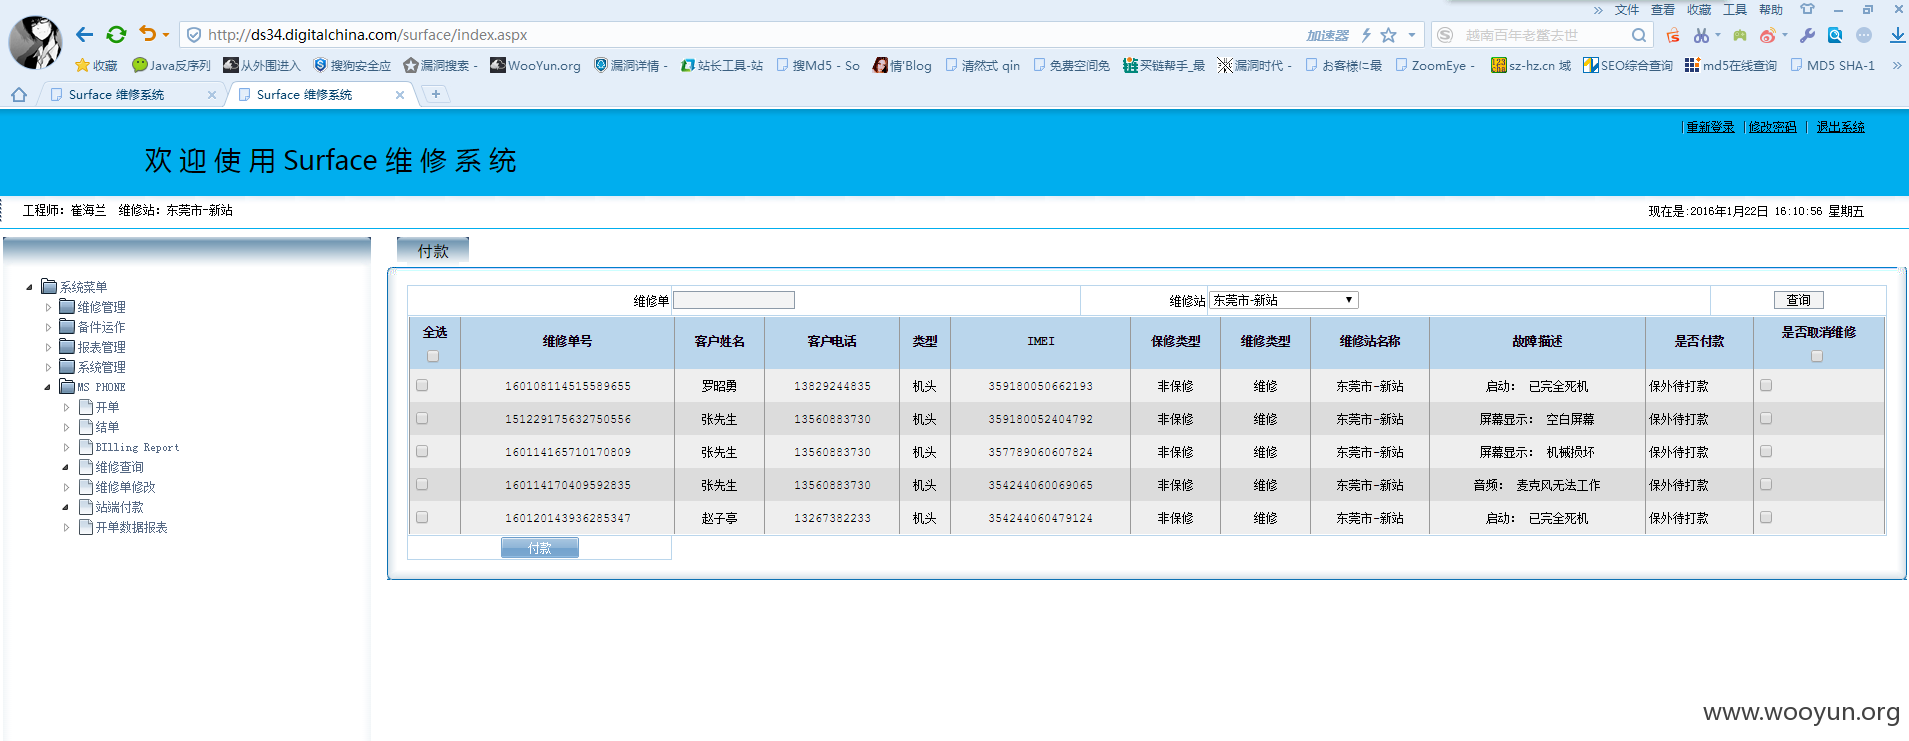 » 文件 查看 收藏 工具 帮助
http://ds34.digitalchina.com/surface/index.aspx 加速器 越南百年老鳖去世
收藏 Java反序列 从外围进入 搜狗安全应 漏洞搜索 - WooYun.org 漏洞详情 - 站长工具-站 搜Md5 - So 情'Blog 清然式 qin 免费空间免 买链帮手_最 漏洞时代 - お客様に最 ZoomEye - sz-hz.cn 域 SEO综合查询 md5在线查询 MD5 SHA-1 »
Surface 维修系统 × Surface 维修系统 × +
|重新登录 |修改密码 | 退出系统
欢 迎 使 用 Surface 维 修 系 统
工程师：崔海兰 维修站：东莞市-新站 现在是:2016年1月22日 16:10:56 星期五
付款
系统菜单
维修管理
备件运作
报表管理
系统管理
MS PHONE
开单
结单
BIlling Report
维修查询
维修单修改
站端付款
开单数据报表
维修单 维修站 东莞市-新站 查询
全选 维修单号 客户姓名 客户电话 类型 IMEI 保修类型 维修类型 维修站名称 故障描述 是否付款 是否取消维修
160108114515589655 罗昭勇 13829244835 机头 359180050662193 非保修 维修 东莞市-新站 启动： 已完全死机 保外待打款
151229175632750556 张先生 13560883730 机头 359180052404792 非保修 维修 东莞市-新站 屏幕显示： 空白屏幕 保外待打款
160114165710170809 张先生 13560883730 机头 357789060607824 非保修 维修 东莞市-新站 屏幕显示： 机械损坏 保外待打款
160114170409592835 张先生 13560883730 机头 354244060069065 非保修 维修 东莞市-新站 音频： 麦克风无法工作 保外待打款
160120143936285347 赵子亭 13267382233 机头 354244060479124 非保修 维修 东莞市-新站 启动： 已完全死机 保外待打款
付款
www.wooyun.org